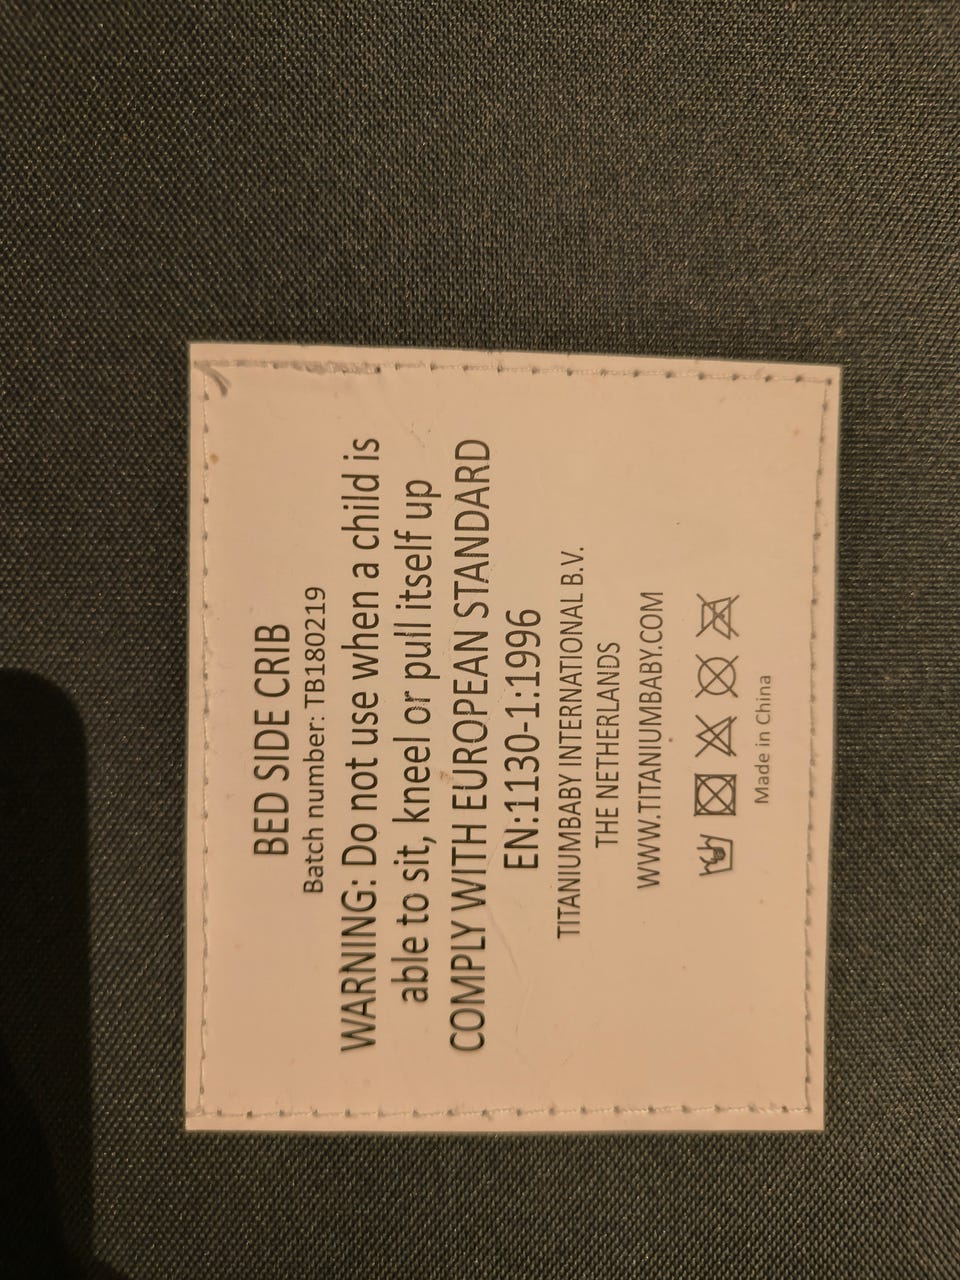 BED SIDE CRIB
Batch number: TB180219
WARNING: Do not use when a child is
able to sit, kneel or pull itself up
COMPLY WITH EUROPEAN STANDARD
EN:1130-1:1996
TITANIUMBABY INTERNATIONAL B.V.
THE NETHERLANDS
WWW.TITANIUMBABY.COM
Made in China